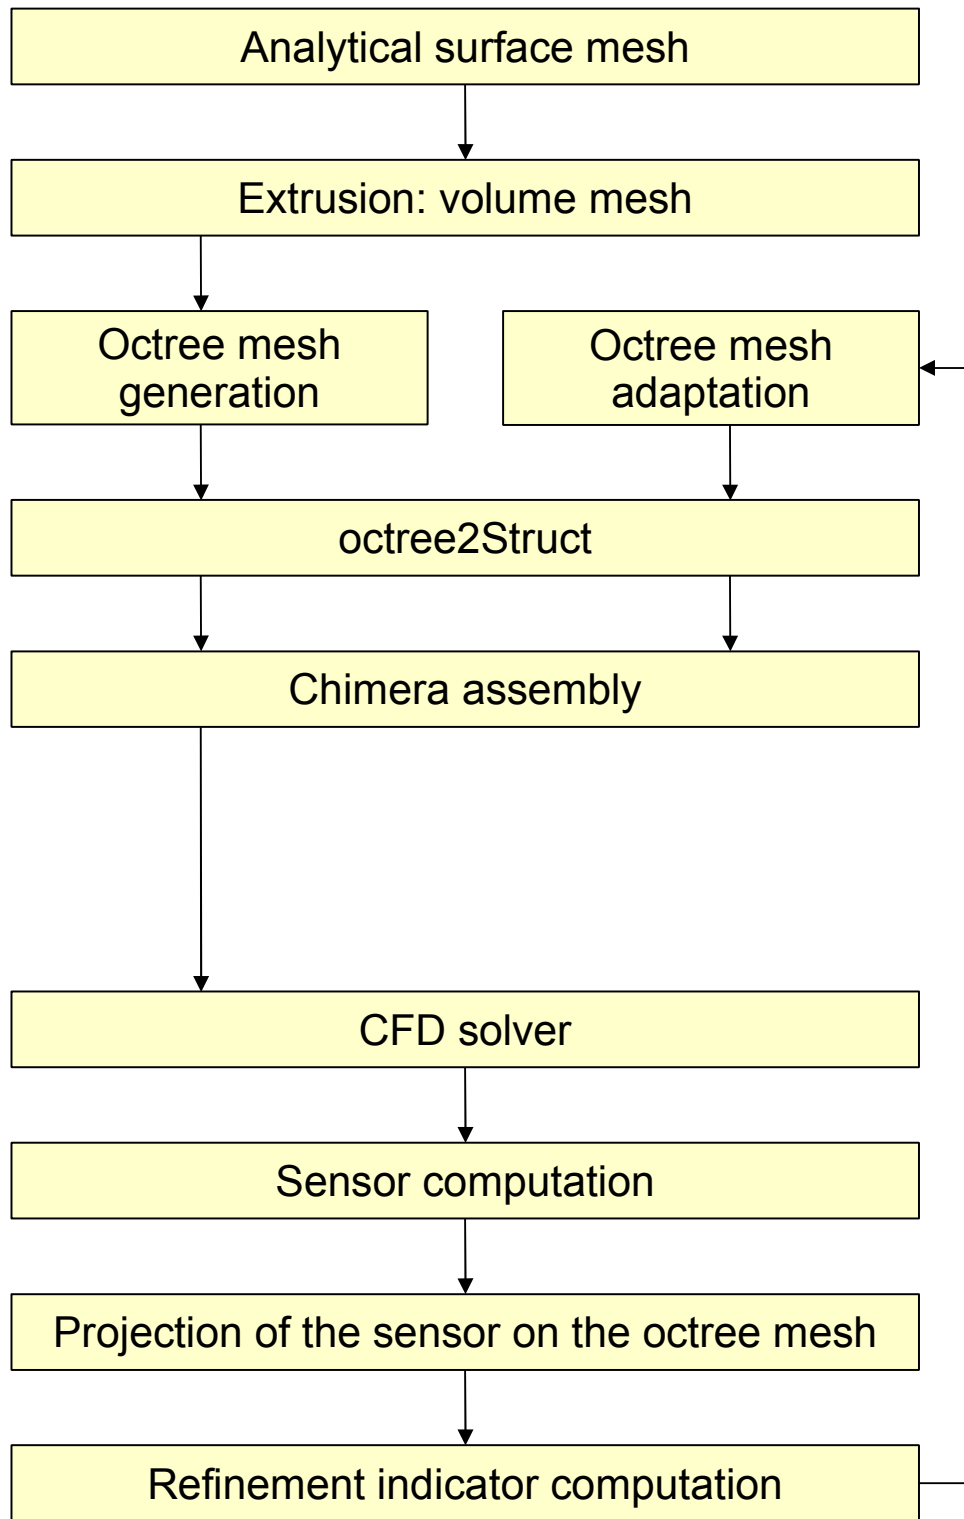 Analytical surface mesh
Extrusion: volume mesh
Octree mesh
generation
Octree mesh
adaptation
octree2Struct
Chimera assembly
CFD solver
Sensor computation
Projection of the sensor on the octree mesh
Refinement indicator computation